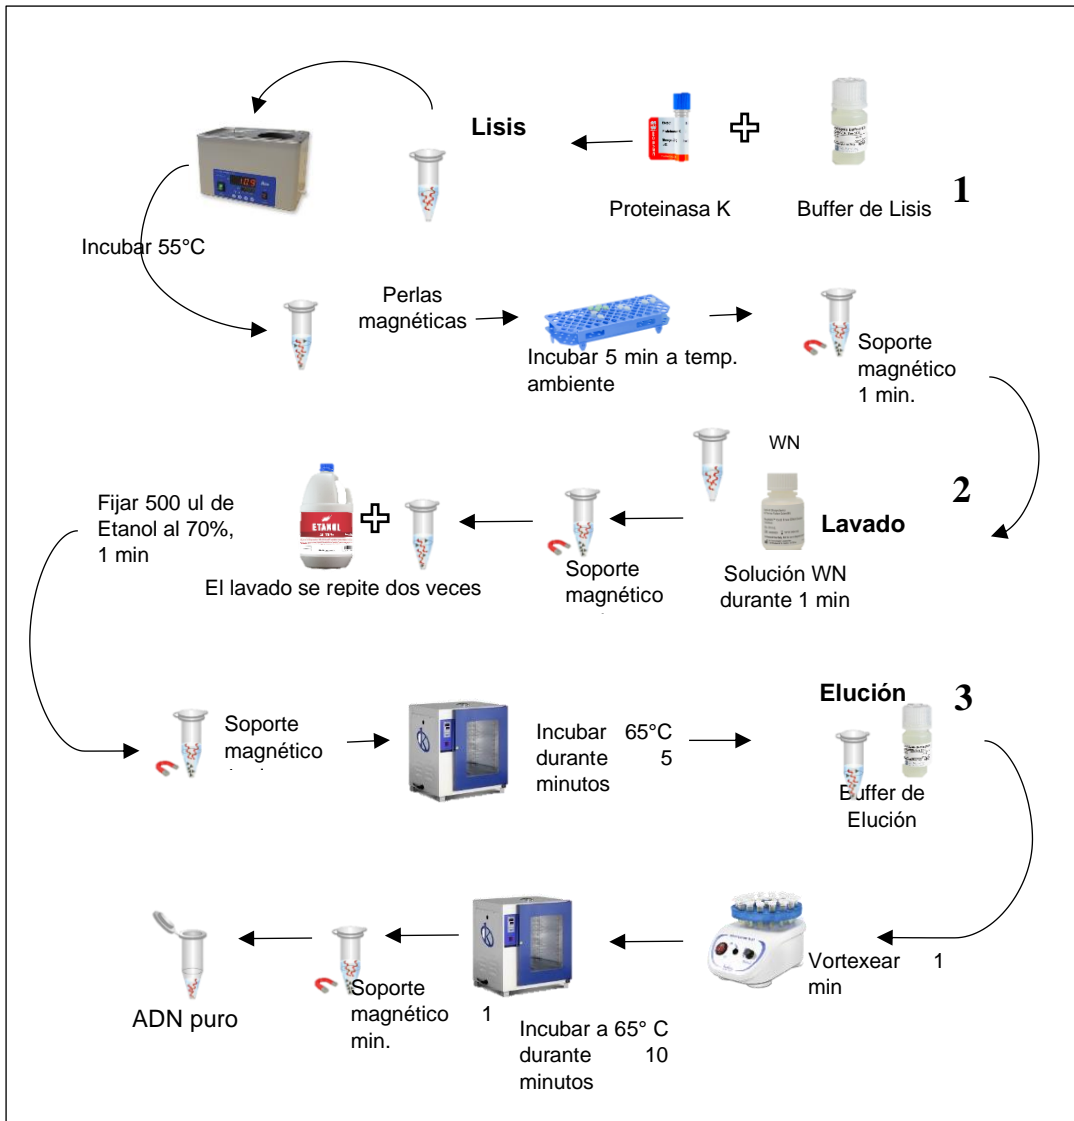 Lisis
Proteinasa K
Buffer de Lisis
1
Incubar 55°C
Perlas
magnéticas
Incubar 5 min a temp.
ambiente
Soporte
magnético
1 min.
WN
2
Lavado
Solución WN
durante 1 min
Soporte
magnético
ETANOL
El lavado se repite dos veces
Fijar 500 ul de
Etanol al 70%,
1 min
Soporte
magnético
Incubar 65°C
durante 5
minutos
Elución
3
Buffer de
Elución
Vortexear 1
min
Incubar a 65° C
durante 10
minutos
Soporte
magnético 1
min.
ADN puro